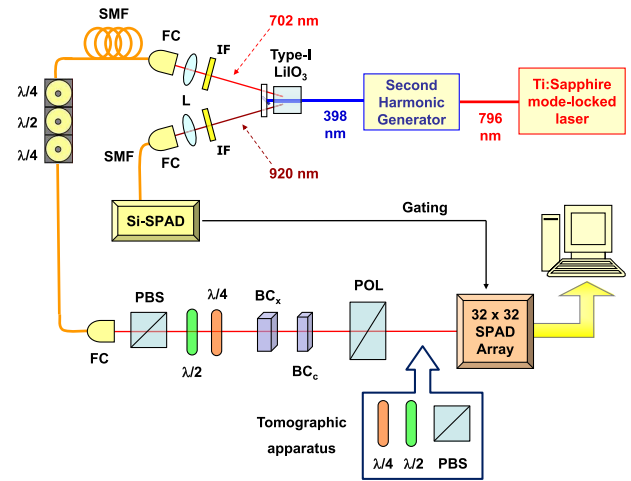 SMF
FC
IF
702 nm
Type-I
LiIO₃
Second
Harmonic
Generator
Ti:Sapphire
mode-locked
laser
λ/4
λ/2
λ/4
L
398
nm
796
nm
SMF
FC
IF
920 nm
Si-SPAD
Gating
PBS
λ/4
BCₓ
POL
32 x 32
SPAD
Array
FC
λ/2
BC꜀
Tomographic
apparatus
λ/4
λ/2
PBS